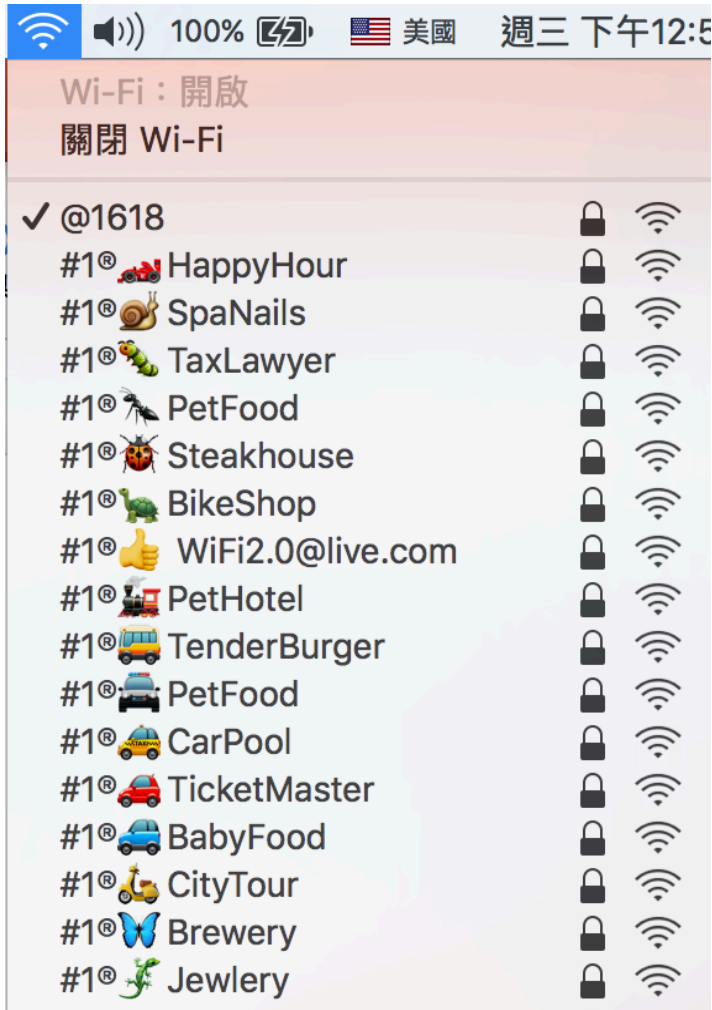 100% 美國 週三 下午12:5
Wi-Fi：開啟
關閉 Wi-Fi
@1618
#1®🏎HappyHour
#1®🐌SpaNails
#1®🐛TaxLawyer
#1®🐜PetFood
#1®🐞Steakhouse
#1®🐢BikeShop
#1®👍 WiFi2.0@live.com
#1®🚂PetHotel
#1®🚌TenderBurger
#1®🚔PetFood
#1®🚕CarPool
#1®🚗TicketMaster
#1®🚙BabyFood
#1®🛵CityTour
#1®🦋Brewery
#1®🦎Jewlery